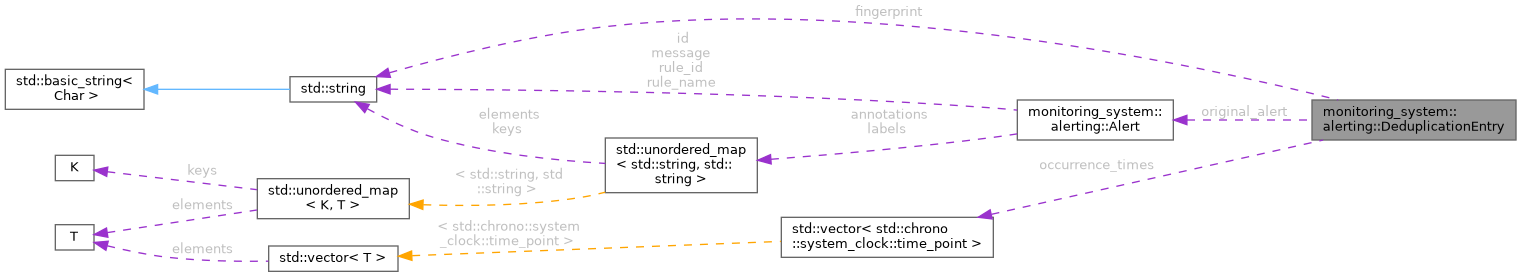 fingerprint
id
message
rule_id
rule_name
std::basic_string<
Char >
std::string
monitoring_system::
alerting::Alert
original_alert
monitoring_system::
alerting::DeduplicationEntry
elements
keys
annotations
labels
std::unordered_map
< std::string, std::
string >
occurrence_times
K
keys
std::unordered_map
< K, T >
< std::string, std
::string >
elements
T
elements
std::vector< T >
< std::chrono::system
_clock::time_point >
std::vector< std::chrono
::system_clock::time_point >